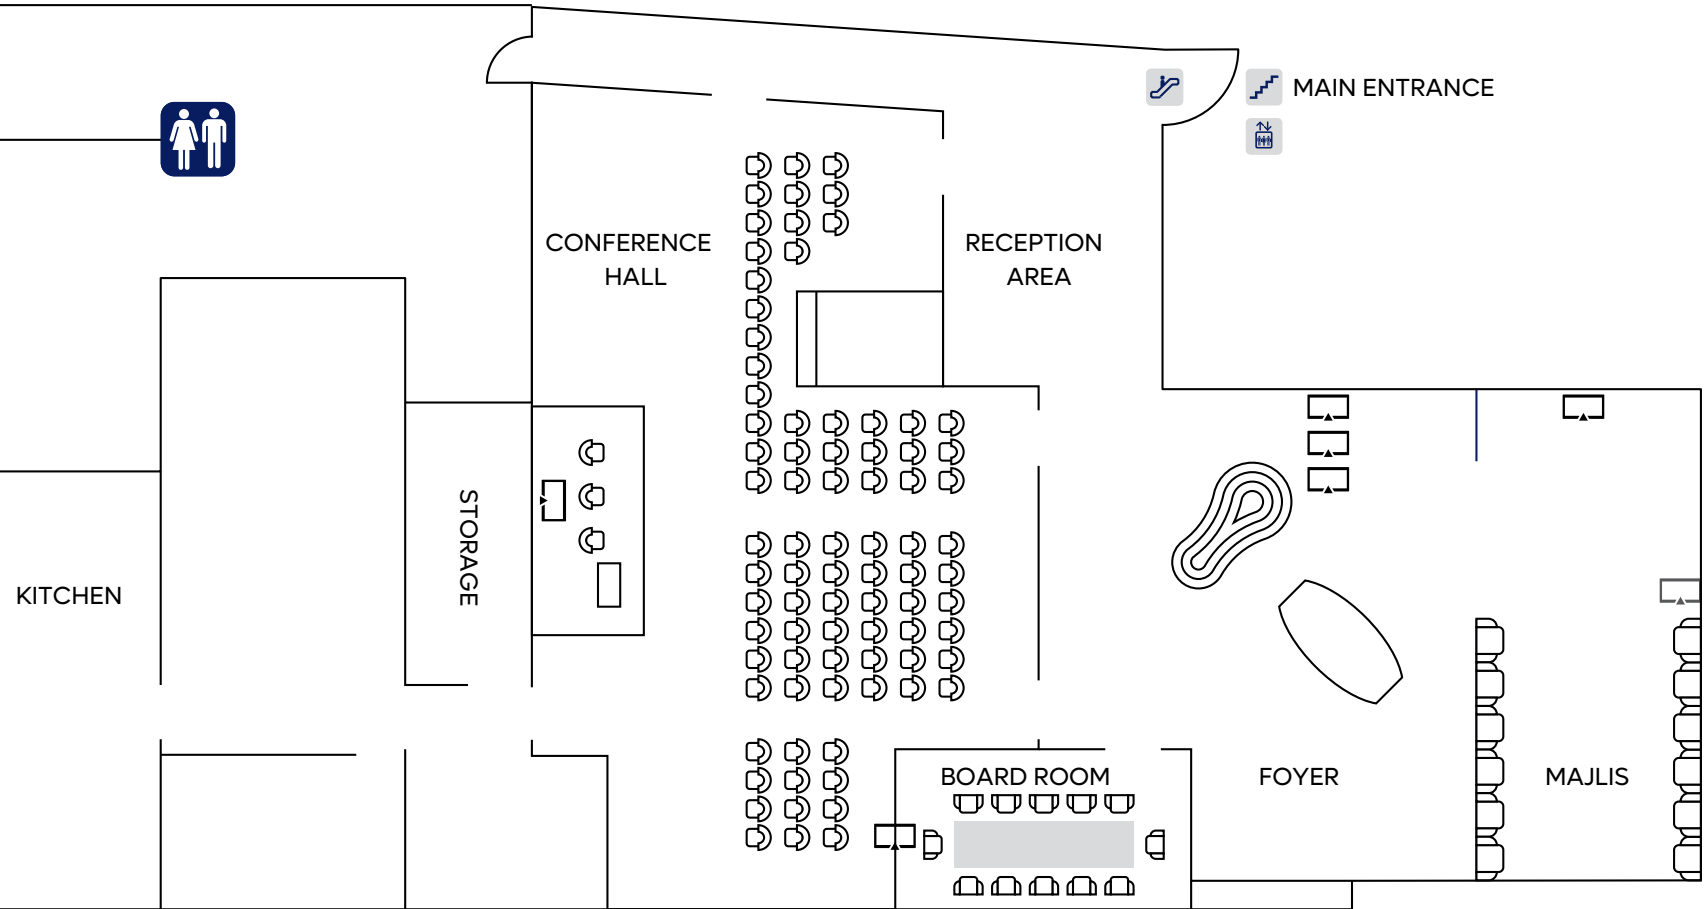 MAIN ENTRANCE
CONFERENCE
HALL
RECEPTION
AREA
STORAGE
KITCHEN
BOARD ROOM
FOYER
MAJLIS